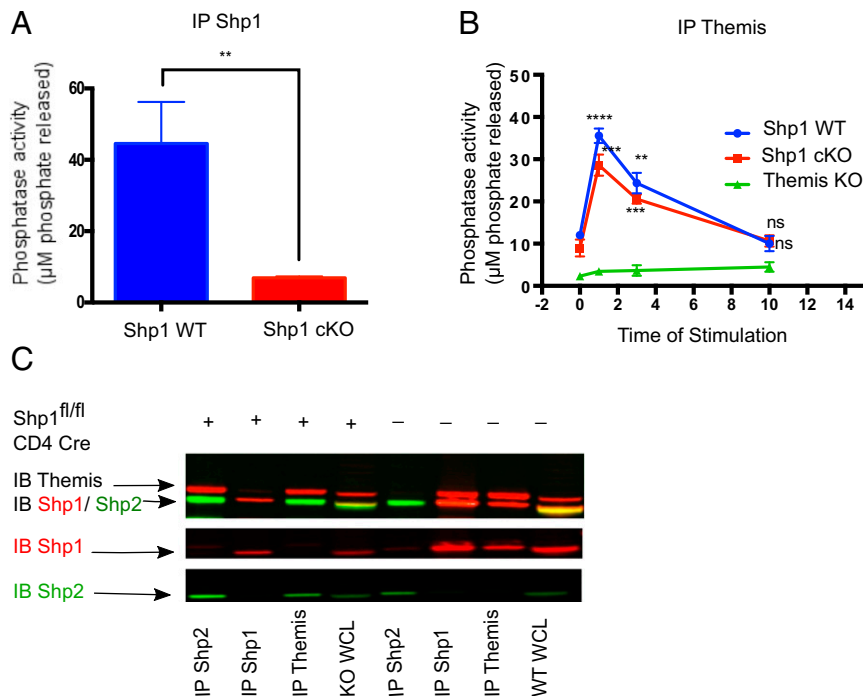 A
IP Shp1
Phosphatase activity
(µM phosphate released)
60
40
20
0
**
Shp1 WT
Shp1 cKO
B
IP Themis
Phosphatase activity
(µM phosphate released)
50
40
30
20
10
0
****
***
**
***
ns
ns
Shp1 WT
Shp1 cKO
Themis KO
-2
0
2
4
6
8
10
12
14
Time of Stimulation
C
Shp1fl/fl
CD4 Cre
+ + + + – – – –
IB Themis
IB Shp1/ Shp2
IB Shp1
IB Shp2
IP Shp2
IP Shp1
IP Themis
KO WCL
IP Shp2
IP Shp1
IP Themis
WT WCL